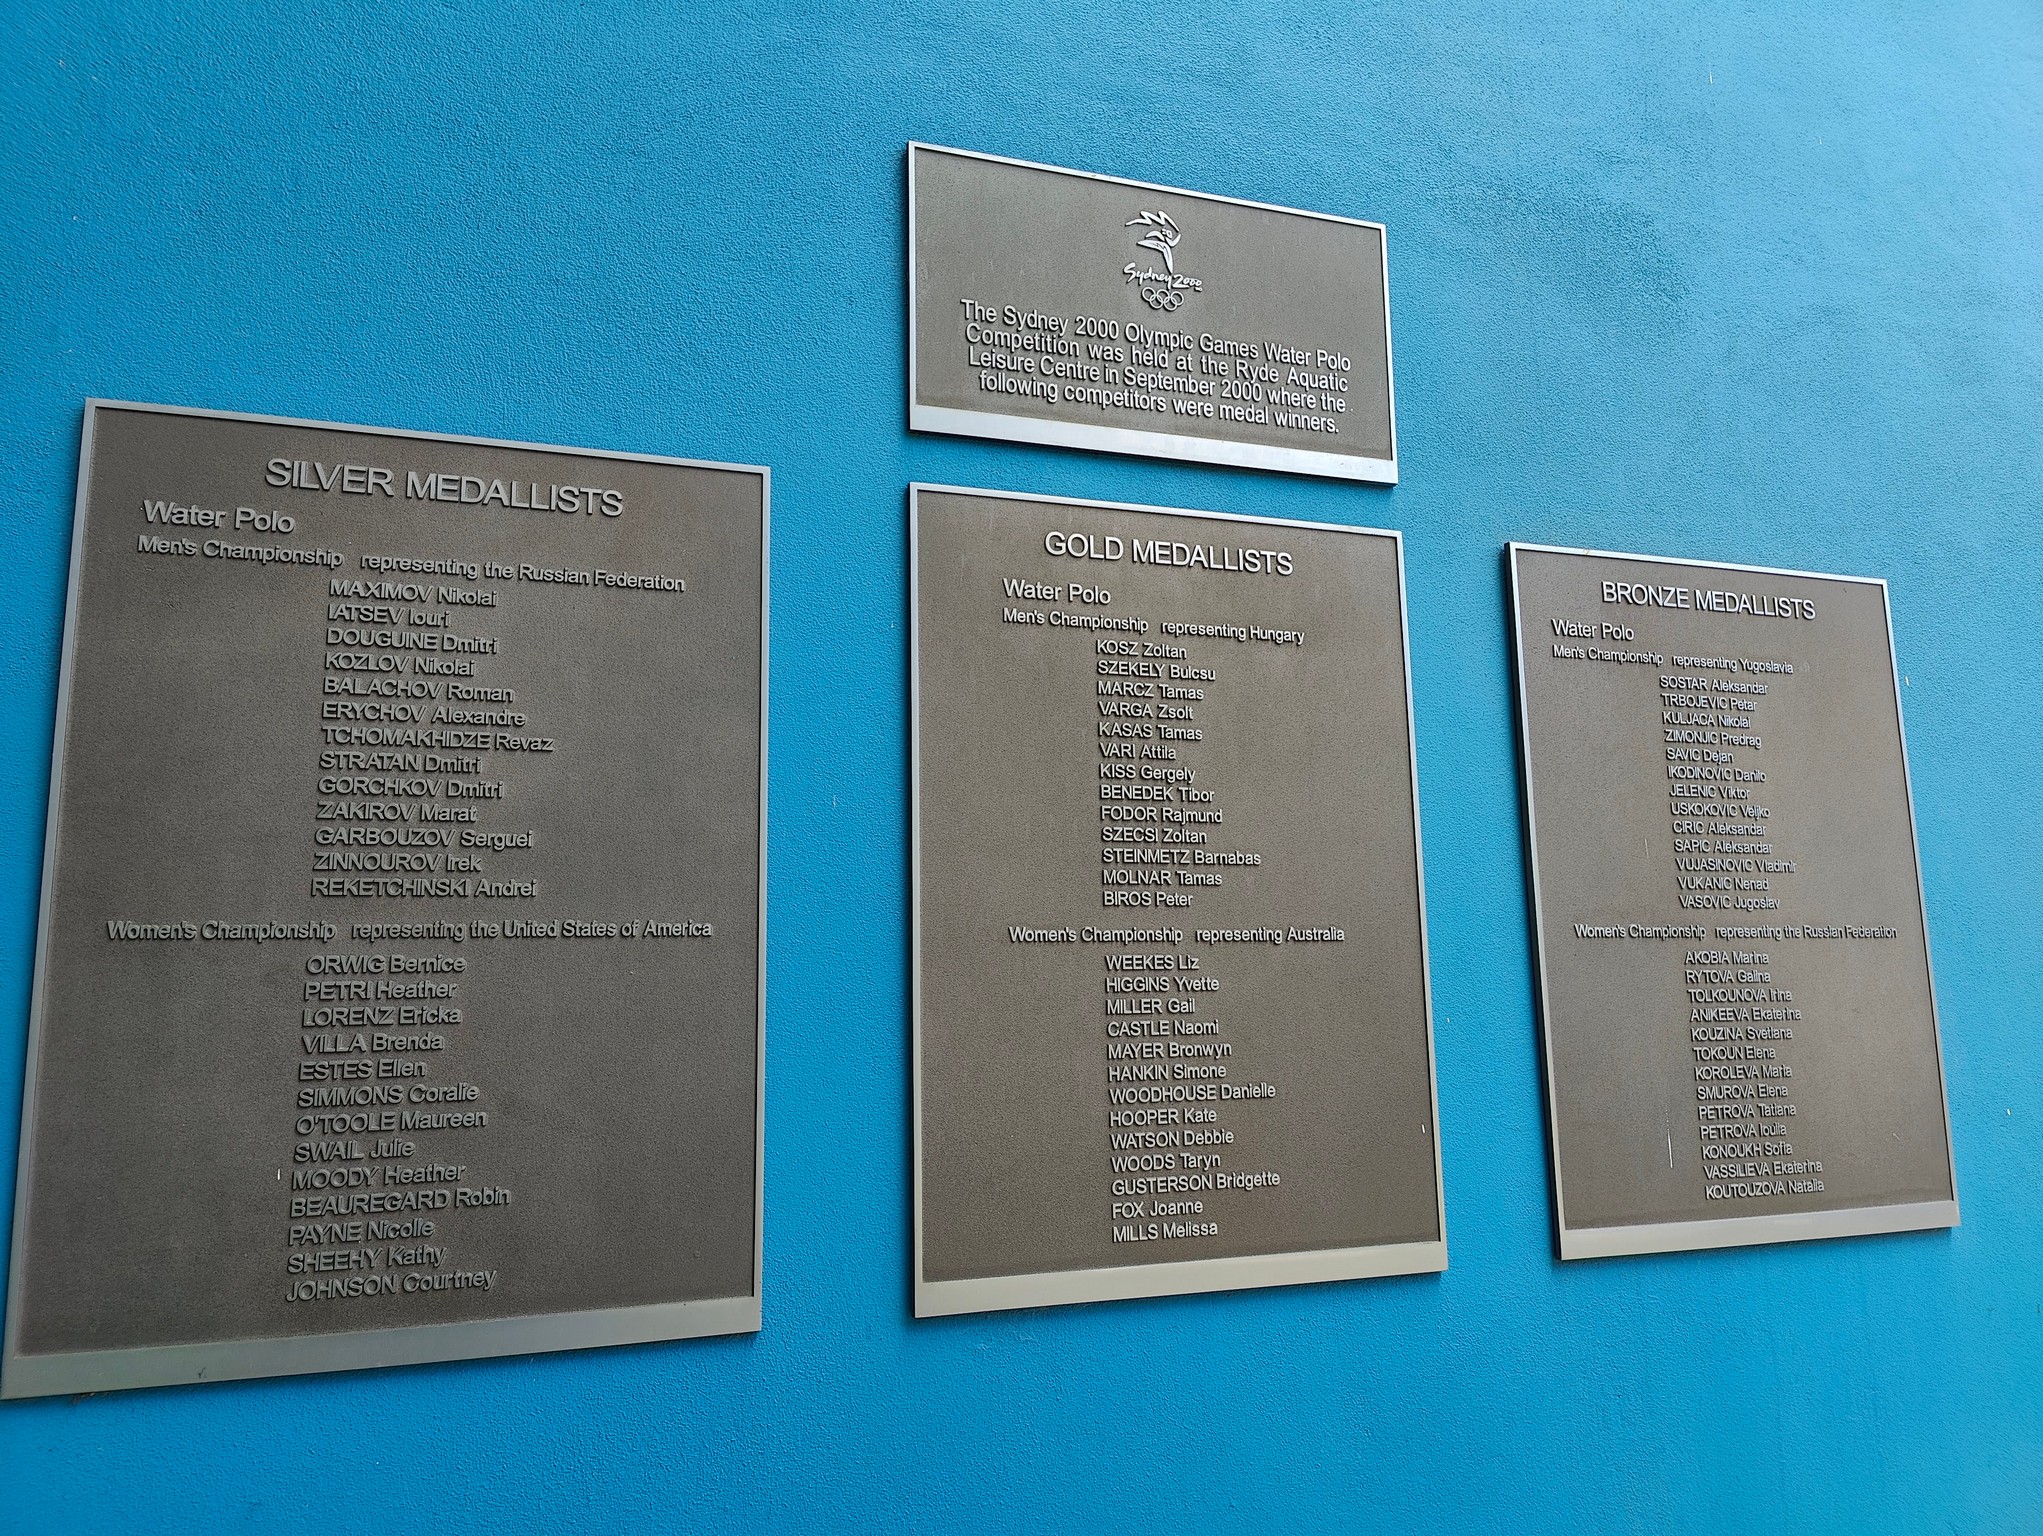 Sydney 2000
The Sydney 2000 Olympic Games Water Polo
Competition was held at the Ryde Aquatic
Leisure Centre in September 2000 where the
following competitors were medal winners.
SILVER MEDALLISTS
Water Polo
Men's Championship representing the Russian Federation
MAXIMOV Nikolai
IATSEV Iouri
DOUGUINE Dmitri
KOZLOV Nikolai
BALACHOV Roman
ERYCHOV Alexandre
TCHOMAKHIDZE Revaz
STRATAN Dmitri
GORCHKOV Dmitri
ZAKIROV Marat
GARBOUZOV Serguei
ZINNOUROV Irek
REKETCHINSKI Andrei
Women's Championship representing the United States of America
ORWIG Bernice
PETRI Heather
LORENZ Ericka
VILLA Brenda
ESTES Ellen
SIMMONS Coralie
O'TOOLE Maureen
SWAIL Julie
MOODY Heather
BEAUREGARD Robin
PAYNE Nicolle
SHEEHY Kathy
JOHNSON Courtney
GOLD MEDALLISTS
Water Polo
Men's Championship representing Hungary
KOSZ Zoltan
SZEKELY Bulcsu
MARCZ Tamas
VARGA Zsolt
KASAS Tamas
VARI Attila
KISS Gergely
BENEDEK Tibor
FODOR Rajmund
SZECSI Zoltan
STEINMETZ Barnabas
MOLNAR Tamas
BIROS Peter
Women's Championship representing Australia
WEEKES Liz
HIGGINS Yvette
MILLER Gail
CASTLE Naomi
MAYER Bronwyn
HANKIN Simone
WOODHOUSE Danielle
HOOPER Kate
WATSON Debbie
WOODS Taryn
GUSTERSON Bridgette
FOX Joanne
MILLS Melissa
BRONZE MEDALLISTS
Water Polo
Men's Championship representing Yugoslavia
SOSTAR Aleksandar
TRBOJEVIC Petar
KULJACA Nikolai
ZIMONJIC Predrag
SAVIC Dejan
IKODINOVIC Danilo
JELENIC Viktor
USKOKOVIC Veljko
CIRIC Aleksandar
SAPIC Aleksandar
VUJASINOVIC Vladimir
VUKANIC Nenad
VASOVIC Jugoslav
Women's Championship representing the Russian Federation
AKOBIA Marina
RYTOVA Galina
TOLKOUNOVA Irina
ANIKEEVA Ekaterina
KOUZINA Svetlana
TOKOUN Elena
KOROLEVA Maria
SMUROVA Elena
PETROVA Tatiana
PETROVA Ioulia
KONOUKH Sofia
VASSILIEVA Ekaterina
KOUTOUZOVA Natalia